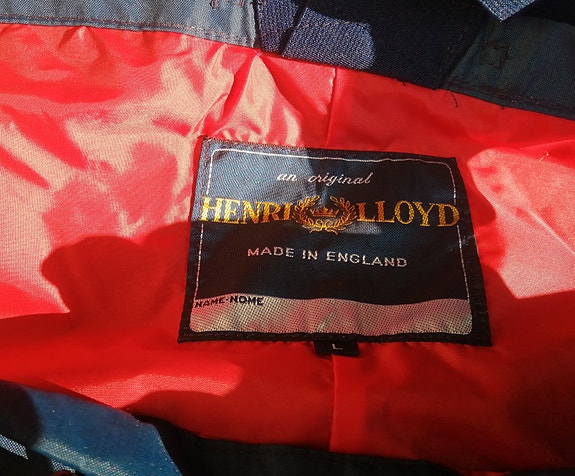 an original
HENRI LLOYD
MADE IN ENGLAND
NAME-NOME
L